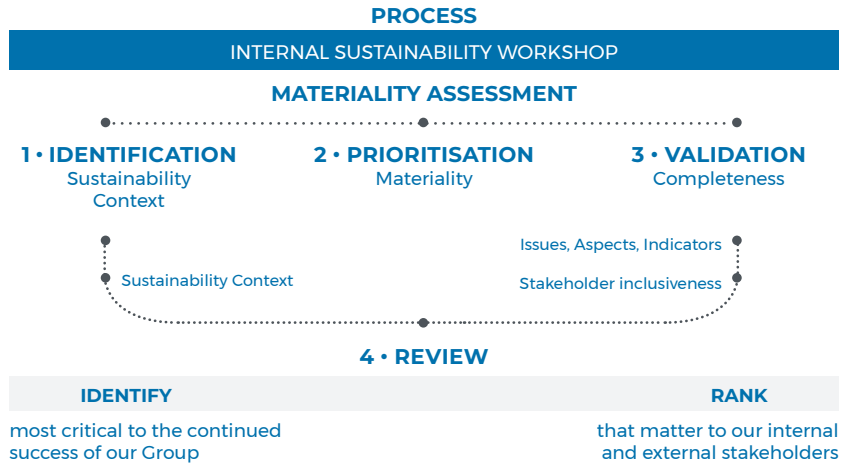 PROCESS
INTERNAL SUSTAINABILITY WORKSHOP
MATERIALITY ASSESSMENT
1 • IDENTIFICATION
Sustainability
Context
2 • PRIORITISATION
Materiality
3 • VALIDATION
Completeness
Sustainability Context
Issues, Aspects, Indicators
Stakeholder inclusiveness
4 • REVIEW
IDENTIFY
most critical to the continued
success of our Group
RANK
that matter to our internal
and external stakeholders